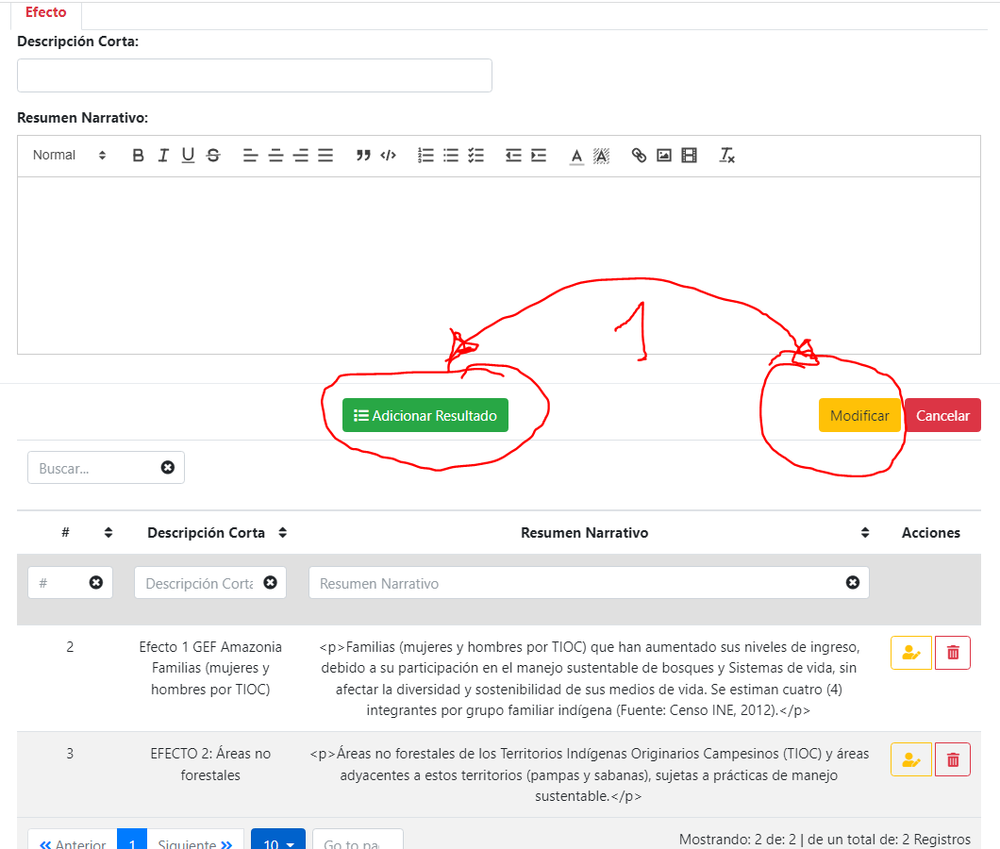 Efecto
Descripción Corta:
Resumen Narrativo:
Normal
1
Adicionar Resultado
Modificar
Cancelar
Buscar...
# Descripción Corta Resumen Narrativo Acciones
# Descripción Corta Resumen Narrativo
2 Efecto 1 GEF Amazonia <p>Familias (mujeres y hombres por TIOC) que han aumentado sus niveles de ingreso,
Familias (mujeres y debido a su participación en el manejo sustentable de bosques y Sistemas de vida, sin
hombres por TIOC) afectar la diversidad y sostenibilidad de sus medios de vida. Se estiman cuatro (4)
integrantes por grupo familiar indígena (Fuente: Censo INE, 2012).</p>
3 EFECTO 2: Áreas no <p>Áreas no forestales de los Territorios Indígenas Originarios Campesinos (TIOC) y áreas
forestales adyacentes a estos territorios (pampas y sabanas), sujetas a prácticas de manejo
sustentable.</p>
Anterior 1 Siguiente 10 Go to pa
Mostrando: 2 de: 2 | de un total de: 2 Registros